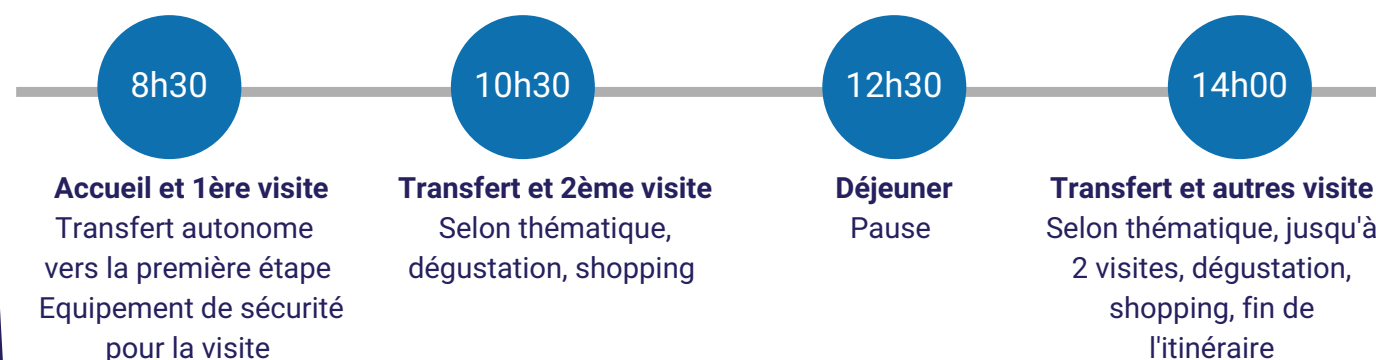 8h30
Accueil et 1ère visite
Transfert autonome
vers la première étape
Equipement de sécurité
pour la visite
10h30
Transfert et 2ème visite
Selon thématique,
dégustation, shopping
12h30
Déjeuner
Pause
14h00
Transfert et autres visite
Selon thématique, jusqu'à
2 visites, dégustation,
shopping, fin de
l'itinéraire